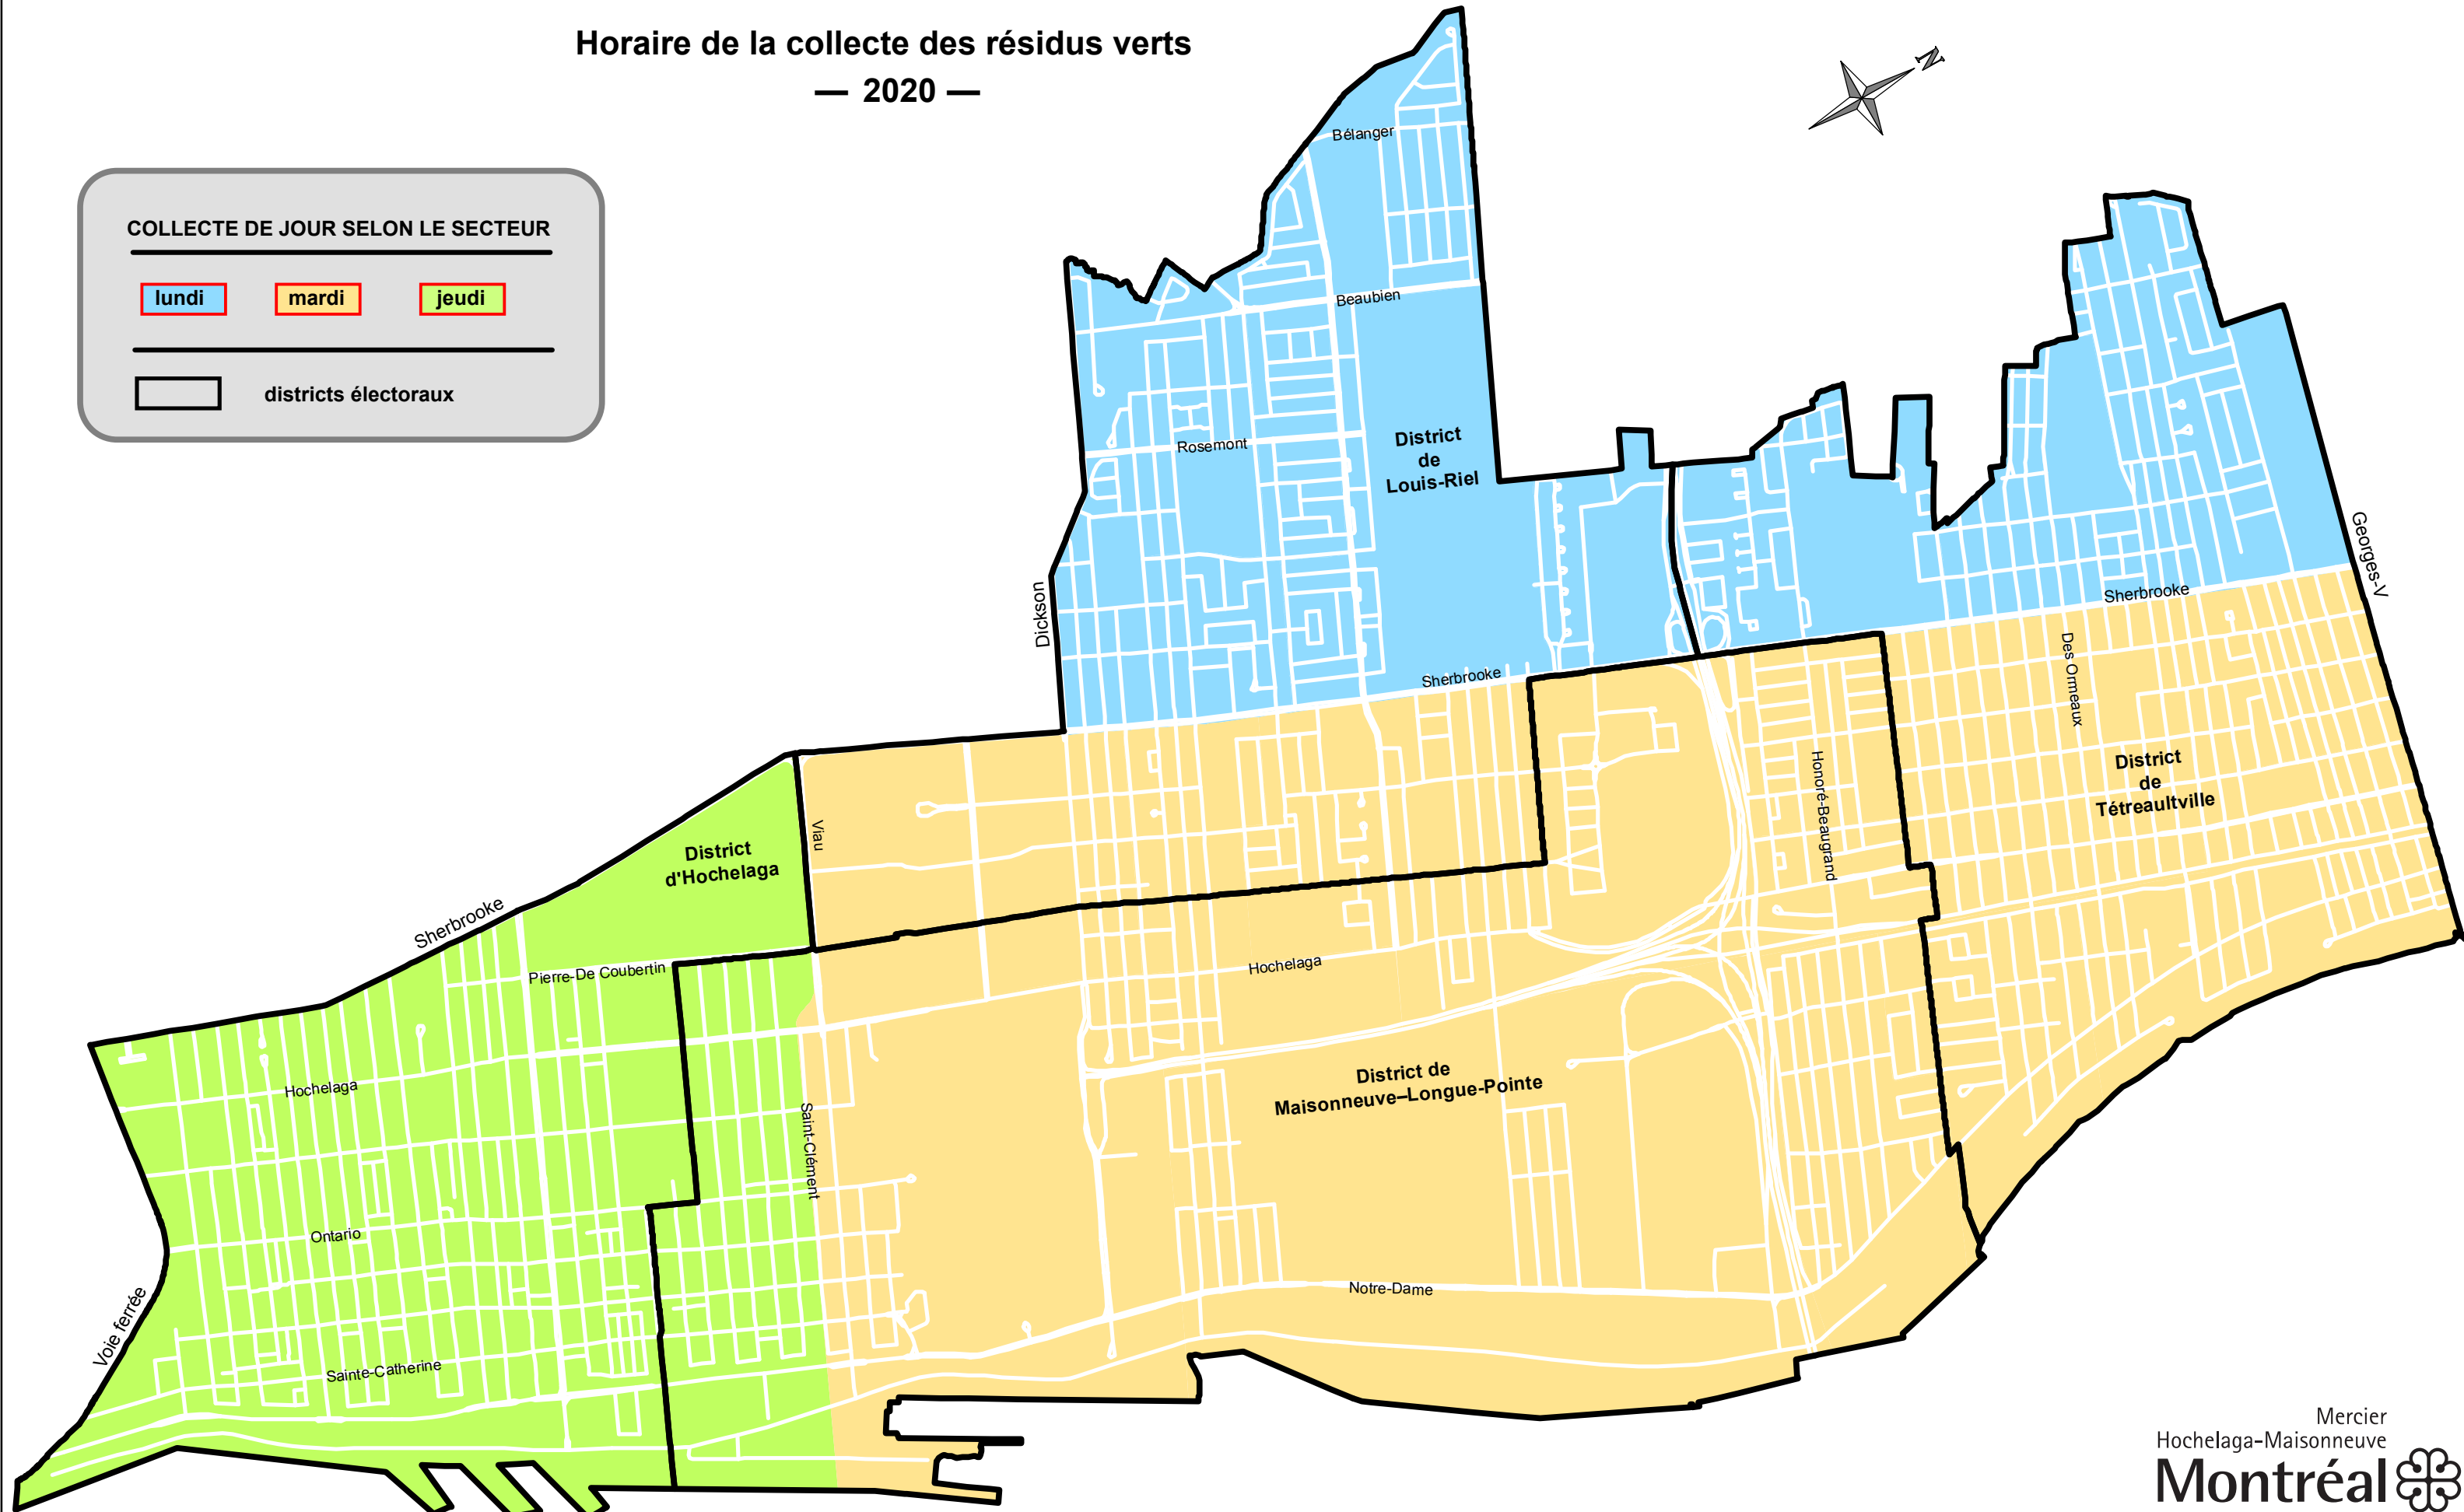 Horaire de la collecte des résidus verts
— 2020 —
N
COLLECTE DE JOUR SELON LE SECTEUR
lundi mardi jeudi
districts électoraux
Bélanger
Beaubien
Rosemont
District
de
Louis-Riel
Dickson
Georges-V
Sherbrooke
Sherbrooke
Des Ormeaux
Honoré-Beaugrand
District
de
Tétreaultville
Viau
District
d'Hochelaga
Sherbrooke
Pierre-De Coubertin
Hochelaga
Hochelaga
District de
Maisonneuve–Longue-Pointe
Saint-Clément
Ontario
Notre-Dame
Voie ferrée
Sainte-Catherine
Mercier
Hochelaga-Maisonneuve
Montréal